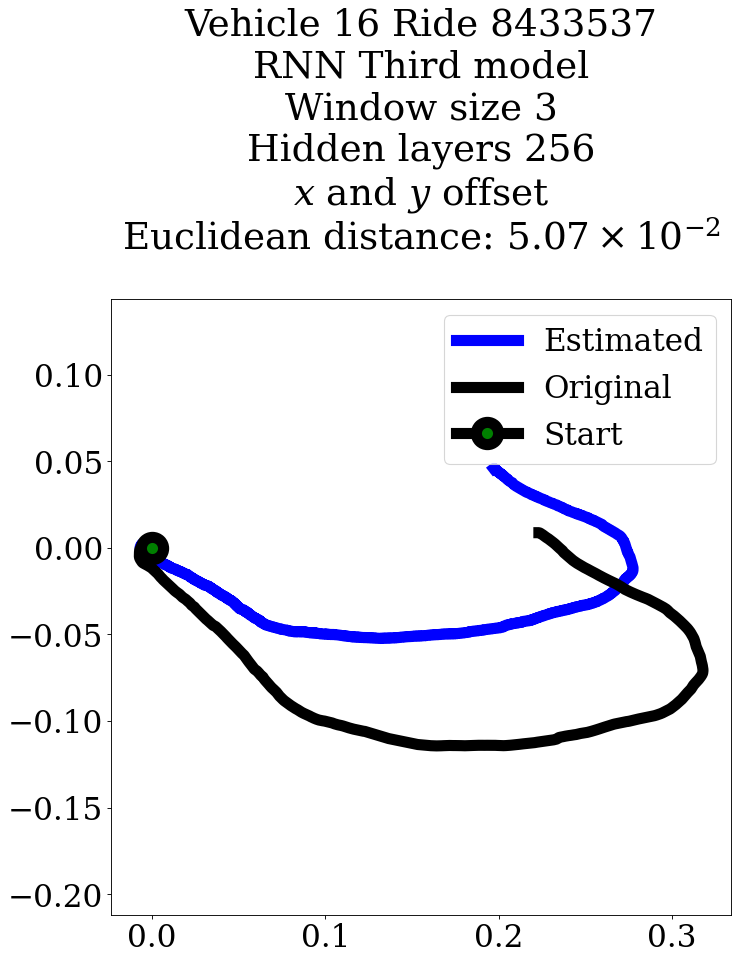 Vehicle 16 Ride 8433537
RNN Third model
Window size 3
Hidden layers 256
x and y offset
Euclidean distance: 5.07 × 10⁻²
Estimated
Original
Start
0.10
0.05
0.00
−0.05
−0.10
−0.15
−0.20
0.0 0.1 0.2 0.3